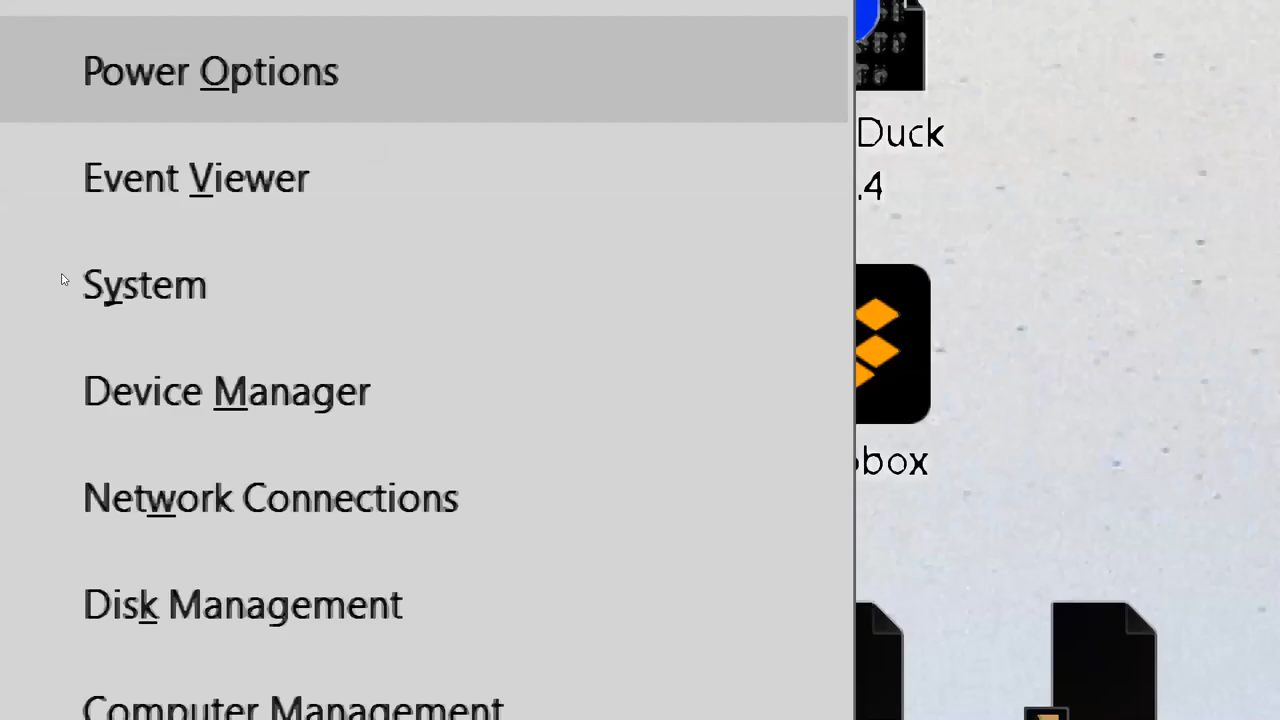 Power Options
Duck
.4
Event Viewer
System
Device Manager
box
Network Connections
Disk Management
Computer Management